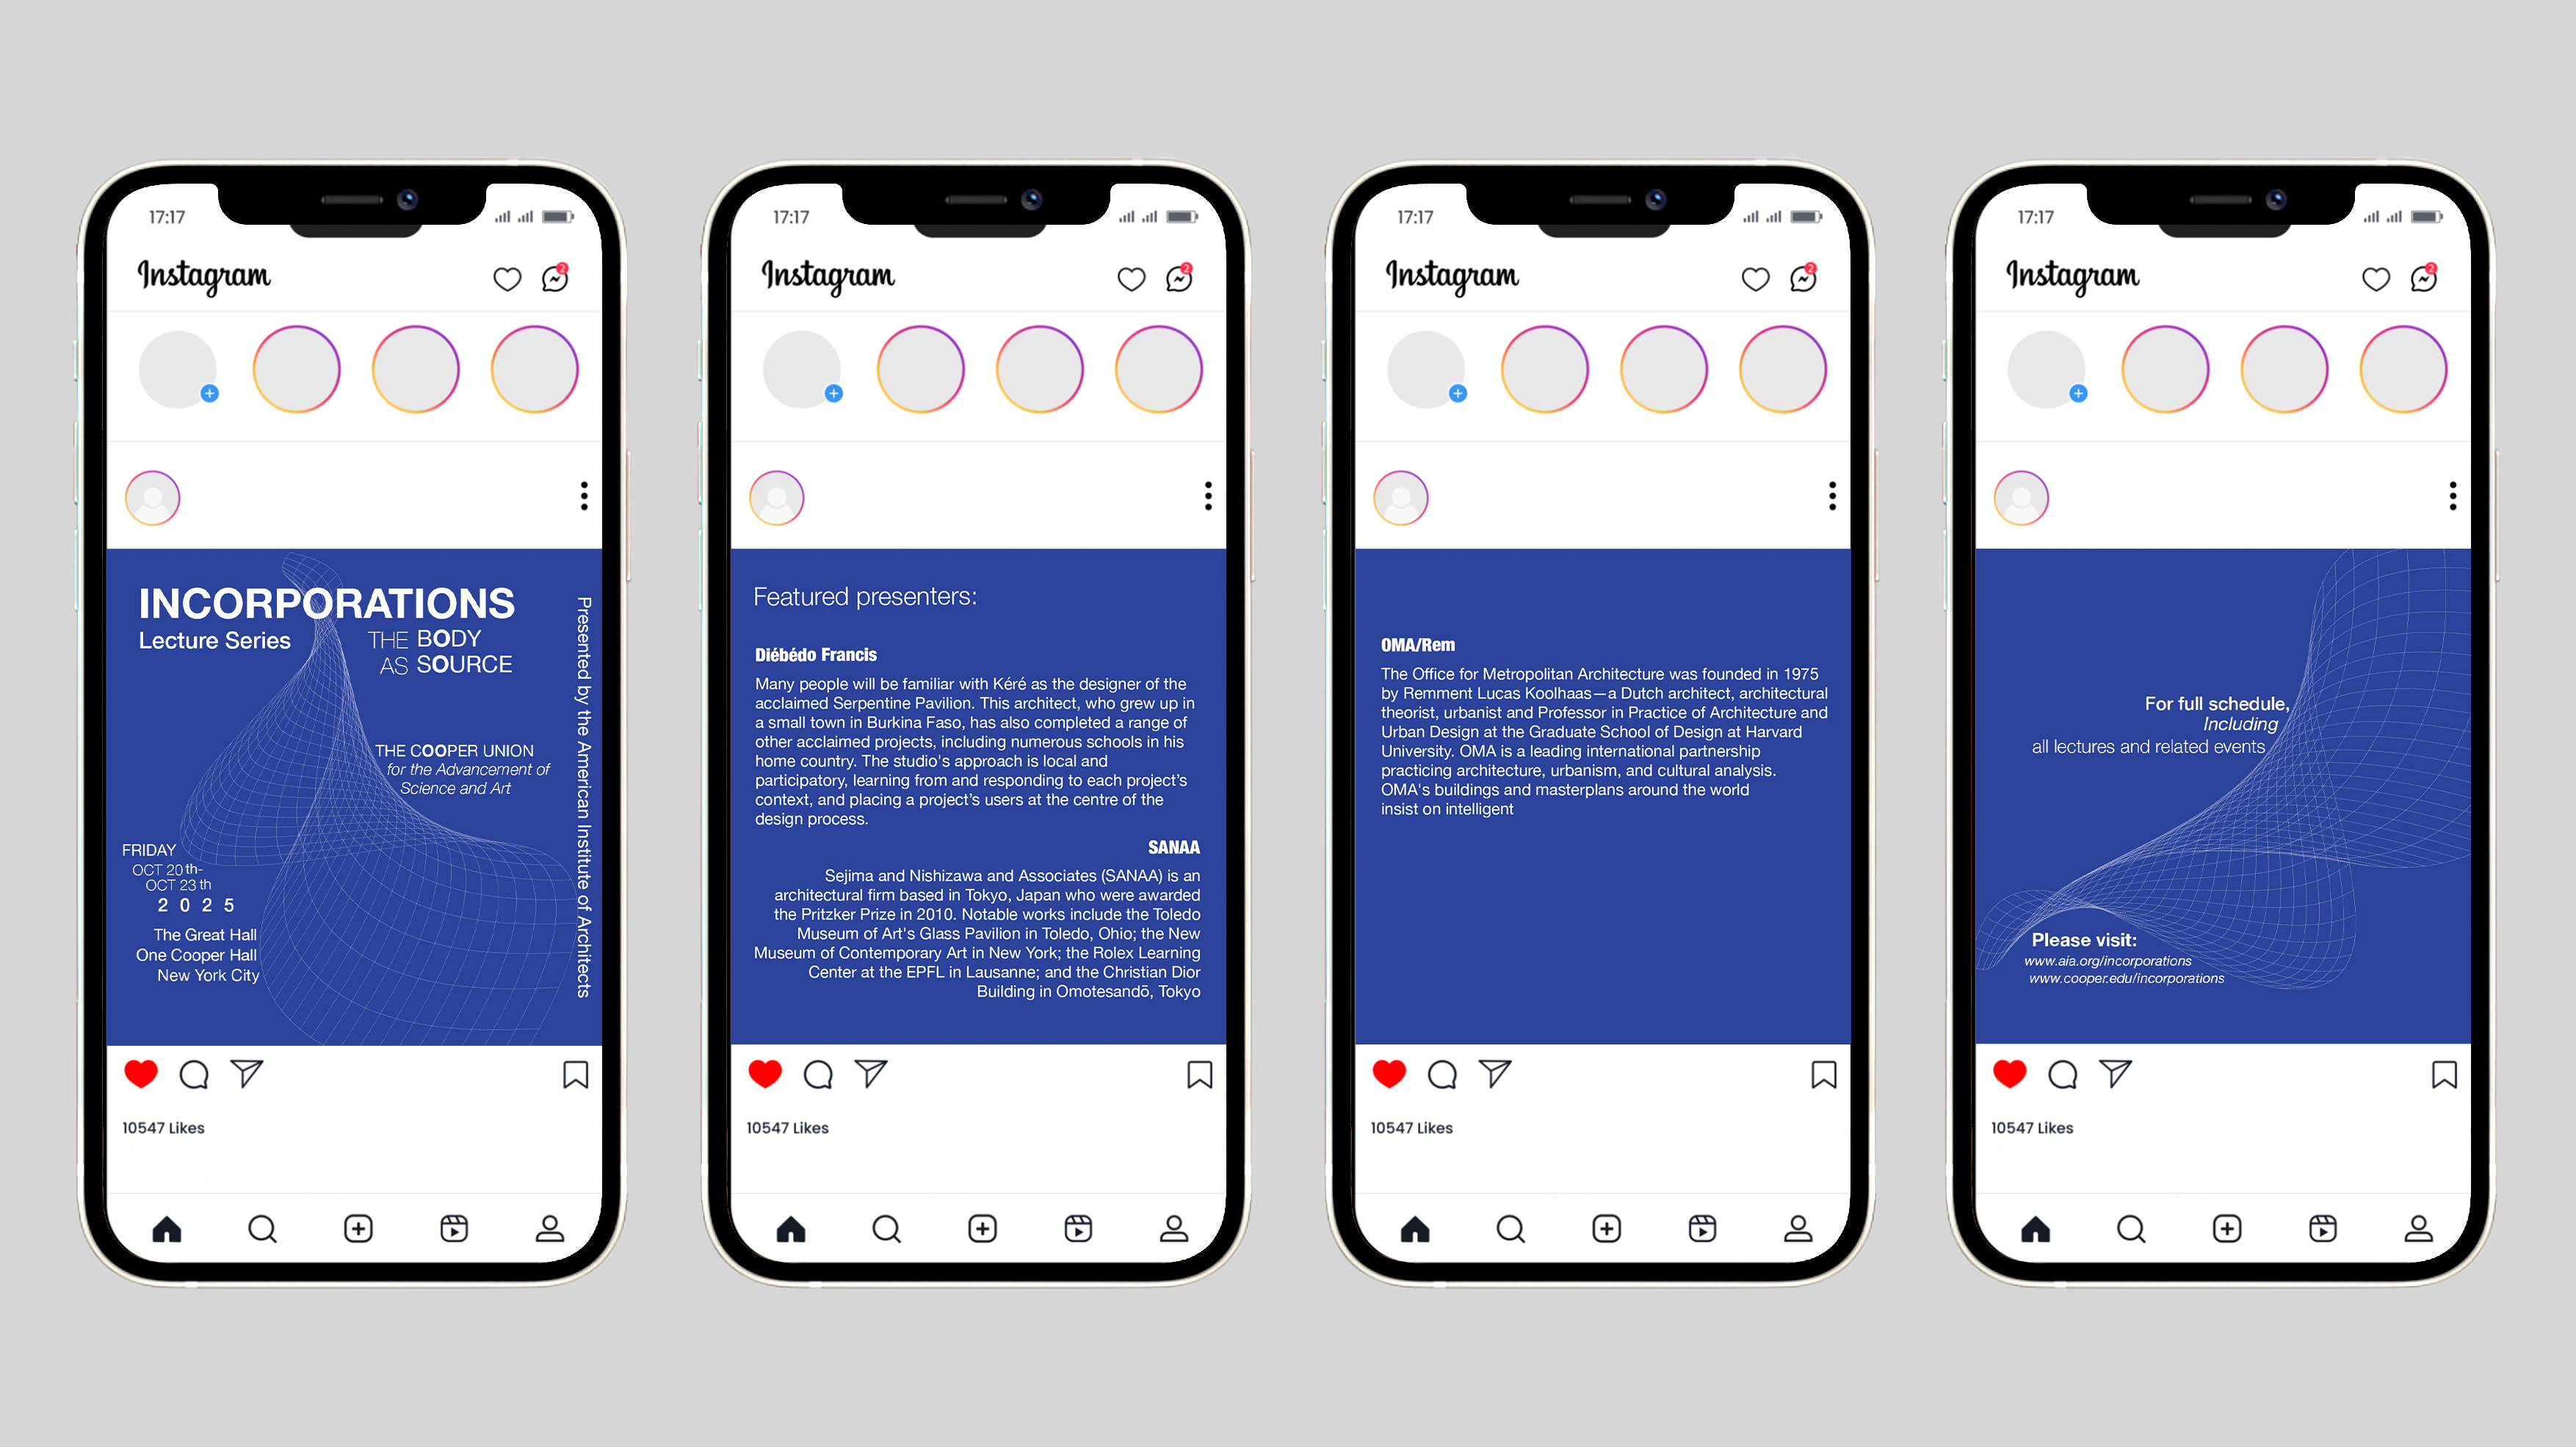 17:17
Instagram
2
INCORPORATIONS
Lecture Series
THE BODY
AS SOURCE
Presented by the American Institute of Architects
THE COOPER UNION
for the Advancement of
Science and Art
FRIDAY
OCT 20th-
OCT 23th
2 0 2 5
The Great Hall
One Cooper Hall
New York City
10547 Likes
17:17
Instagram
2
Featured presenters:
Diébédo Francis
Many people will be familiar with Kéré as the designer of the
acclaimed Serpentine Pavilion. This architect, who grew up in
a small town in Burkina Faso, has also completed a range of
other acclaimed projects, including numerous schools in his
home country. The studio's approach is local and
participatory, learning from and responding to each project's
context, and placing a project's users at the centre of the
design process.
SANAA
Sejima and Nishizawa and Associates (SANAA) is an
architectural firm based in Tokyo, Japan who were awarded
the Pritzker Prize in 2010. Notable works include the Toledo
Museum of Art's Glass Pavilion in Toledo, Ohio; the New
Museum of Contemporary Art in New York; the Rolex Learning
Center at the EPFL in Lausanne; and the Christian Dior
Building in Omotesandō, Tokyo
10547 Likes
17:17
Instagram
2
OMA/Rem
The Office for Metropolitan Architecture was founded in 1975
by Remment Lucas Koolhaas—a Dutch architect, architectural
theorist, urbanist and Professor in Practice of Architecture and
Urban Design at the Graduate School of Design at Harvard
University. OMA is a leading international partnership
practicing architecture, urbanism, and cultural analysis.
OMA's buildings and masterplans around the world
insist on intelligent
10547 Likes
17:17
Instagram
2
For full schedule,
Including
all lectures and related events
Please visit:
www.aia.org/incorporations
www.cooper.edu/incorporations
10547 Likes